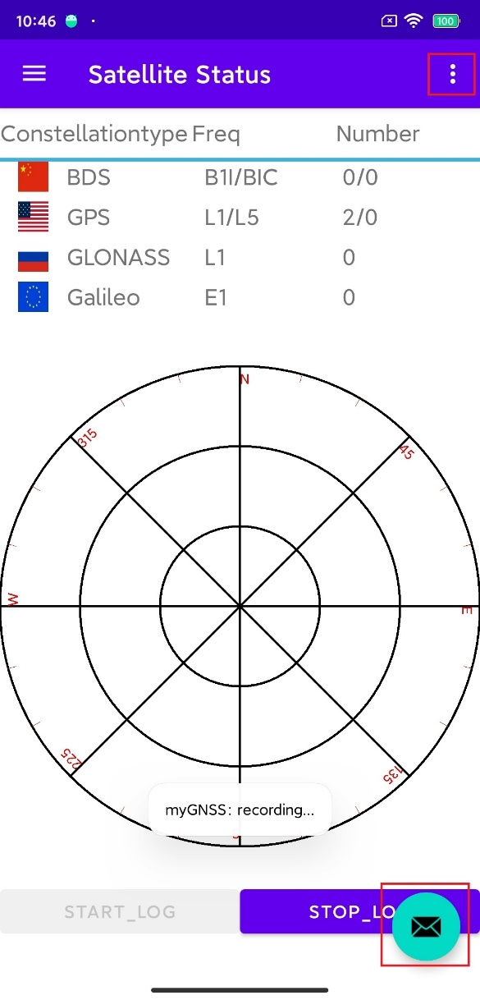 10:46
100
Satellite Status
Constellationtype Freq Number
BDS B1I/BIC 0/0
GPS L1/L5 2/0
GLONASS L1 0
Galileo E1 0
N
315
45
W
E
225
135
myGNSS: recording...
START_LOG
STOP_LO